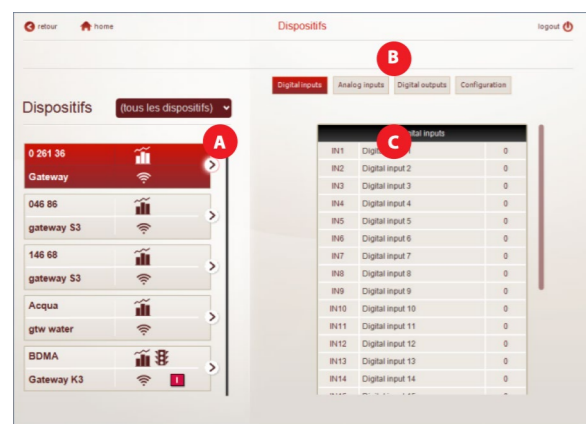 retour home Dispositifs logout
B
Digital inputs Analog inputs Digital outputs Configuration
Dispositifs (tous les dispositifs)
A
0 261 36
Gateway
046 86
gateway S3
146 68
gateway S3
Acqua
gtw water
BDMA
Gateway K3 I
C
inputs
IN1 0
IN2 Digital input 2 0
IN3 Digital input 3 0
IN4 Digital input 4 0
IN5 Digital input 5 0
IN6 Digital input 6 0
IN7 Digital input 7 0
IN8 Digital input 8 0
IN9 Digital input 9 0
IN10 Digital input 10 0
IN11 Digital input 11 0
IN12 Digital input 12 0
IN13 Digital input 13 0
IN14 Digital input 14 0